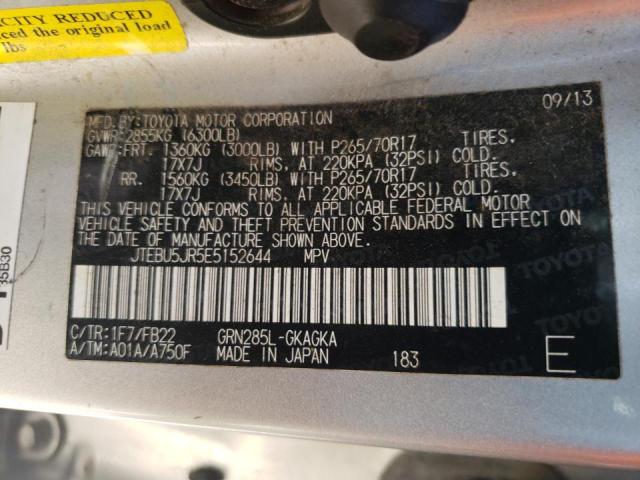 CITY REDUCED
ced the original load
lbs
09/13
MFD.BY:TOYOTA MOTOR CORPORATION
GVWR:2855KG (6300LB)
GAWR:FRT. 1360KG (3000LB) WITH P265/70R17 TIRES,
17X7J RIMS, AT 220KPA (32PSI) COLD.
RR. 1560KG (3450LB) WITH P265/70R17 TIRES,
17X7J RIMS, AT 220KPA (32PSI) COLD.
THIS VEHICLE CONFORMS TO ALL APPLICABLE FEDERAL MOTOR
VEHICLE SAFETY AND THEFT PREVENTION STANDARDS IN EFFECT ON
THE DATE OF MANUFACTURE SHOWN ABOVE.
JTEBU5JR5E5152644 MPV
C/TR:1F7/FB22 GRN285L-GKAGKA
A/TM:A01A/A750F MADE IN JAPAN 183 E
35B30
TOYOTA
TOYOTA
TOYOTA